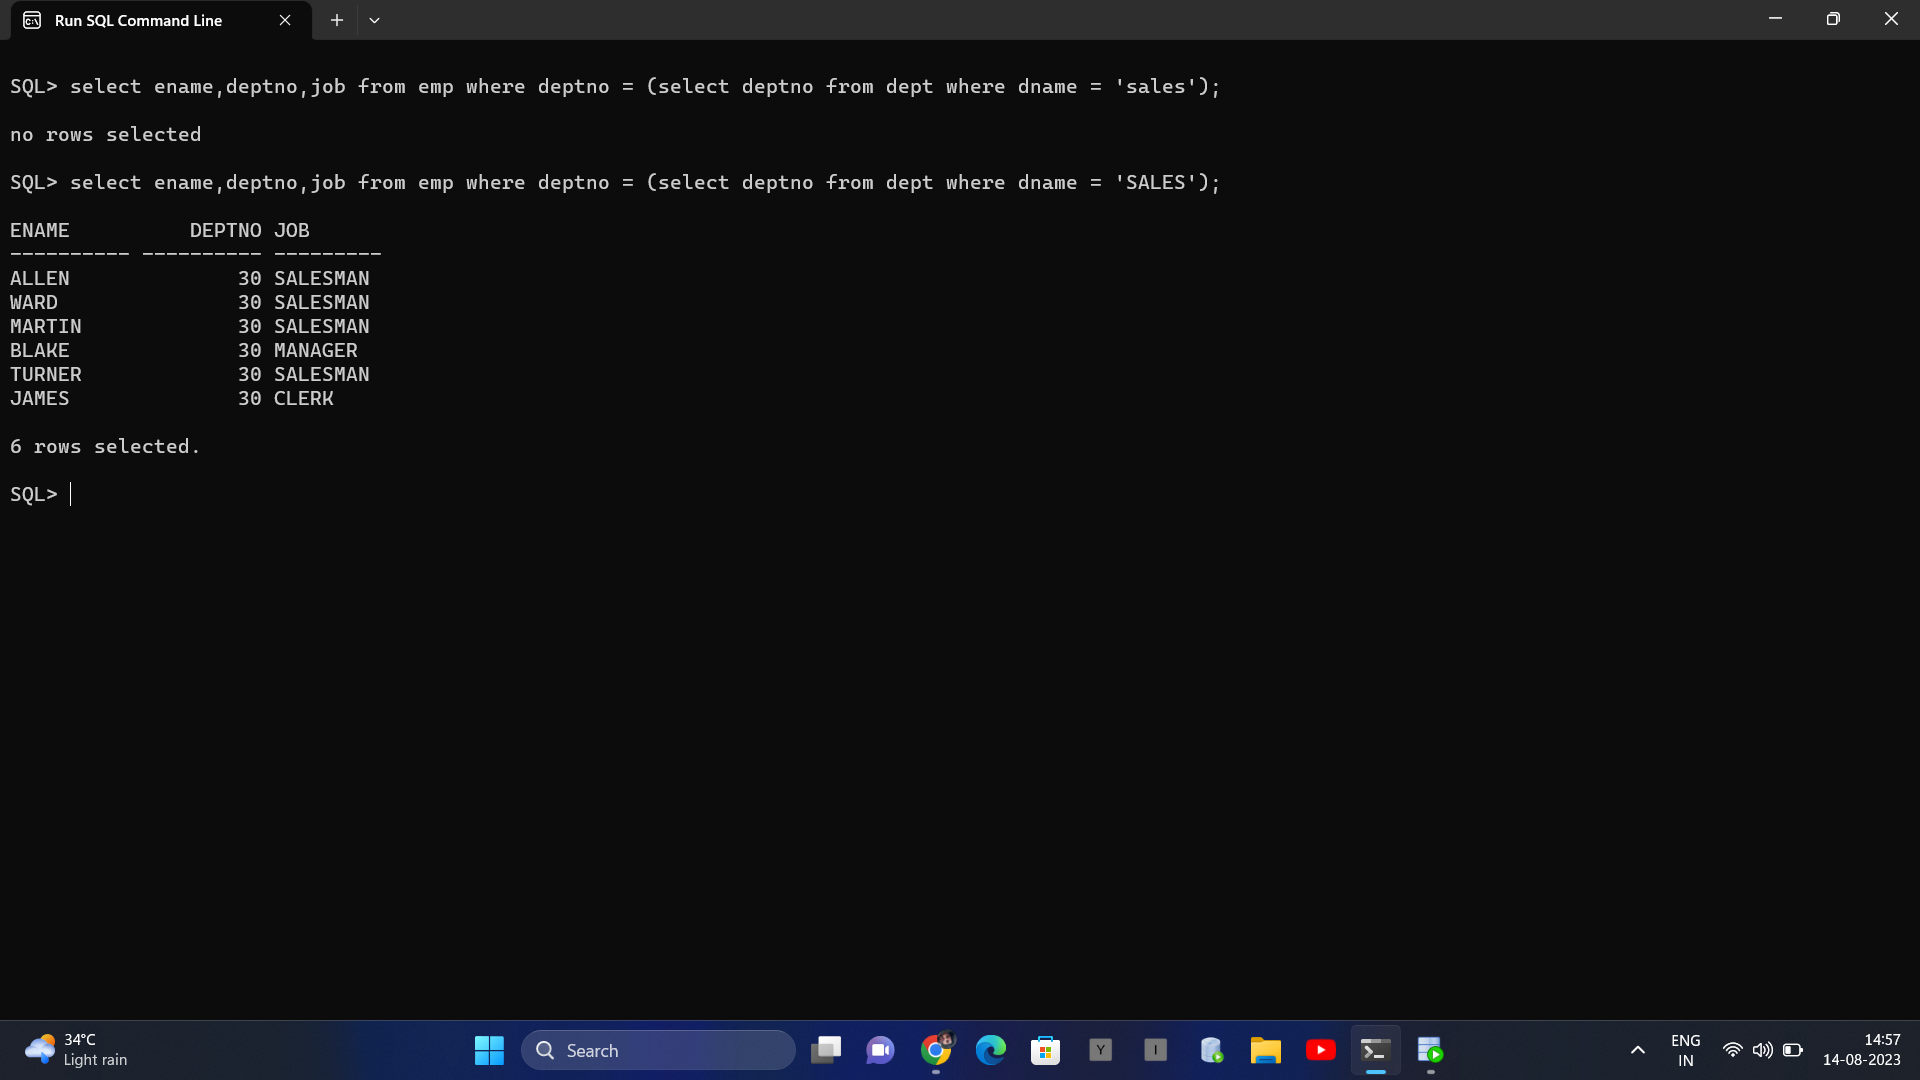 Run SQL Command Line
SQL> select ename,deptno,job from emp where deptno = (select deptno from dept where dname = 'sales');
no rows selected
SQL> select ename,deptno,job from emp where deptno = (select deptno from dept where dname = 'SALES');
ENAME DEPTNO JOB
---------- ---------- ---------
ALLEN 30 SALESMAN
WARD 30 SALESMAN
MARTIN 30 SALESMAN
BLAKE 30 MANAGER
TURNER 30 SALESMAN
JAMES 30 CLERK
6 rows selected.
SQL>
34°C
Light rain
Search
Y
I
ENG
IN
14:57
14-08-2023